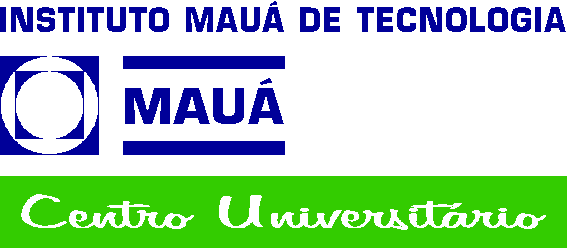 INSTITUTO MAUÁ DE TECNOLOGIA
MAUÁ
Centro Universitário